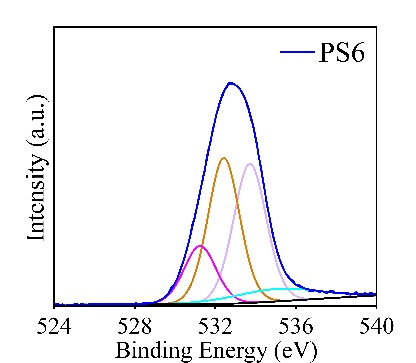 PS6
Intensity (a.u.)
524 528 532 536 540
Binding Energy (eV)